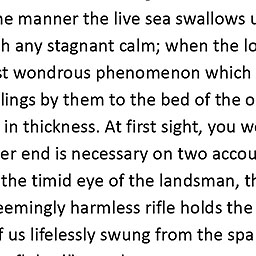 ne manner the live sea swallows u
h any stagnant calm; when the lo
st wondrous phenomenon which
lings by them to the bed of the o
in thickness. At first sight, you w
er end is necessary on two accou
the timid eye of the landsman, th
eemingly harmless rifle holds the
f us lifelessly swung from the spa